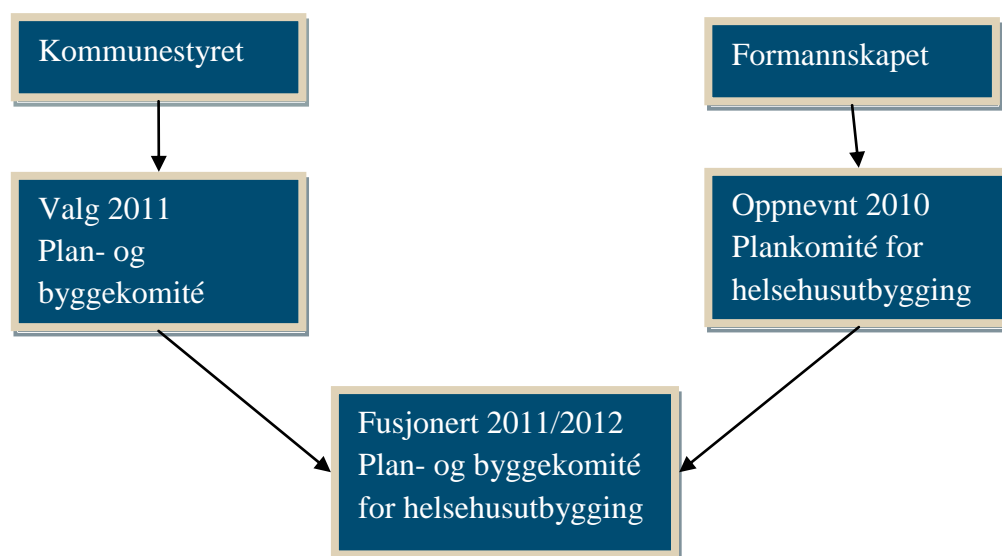 Kommunestyret
Formannskapet
Valg 2011
Plan- og
byggekomité
Oppnevnt 2010
Plankomité for
helsehusutbygging
Fusjonert 2011/2012
Plan- og byggekomité
for helsehusutbygging